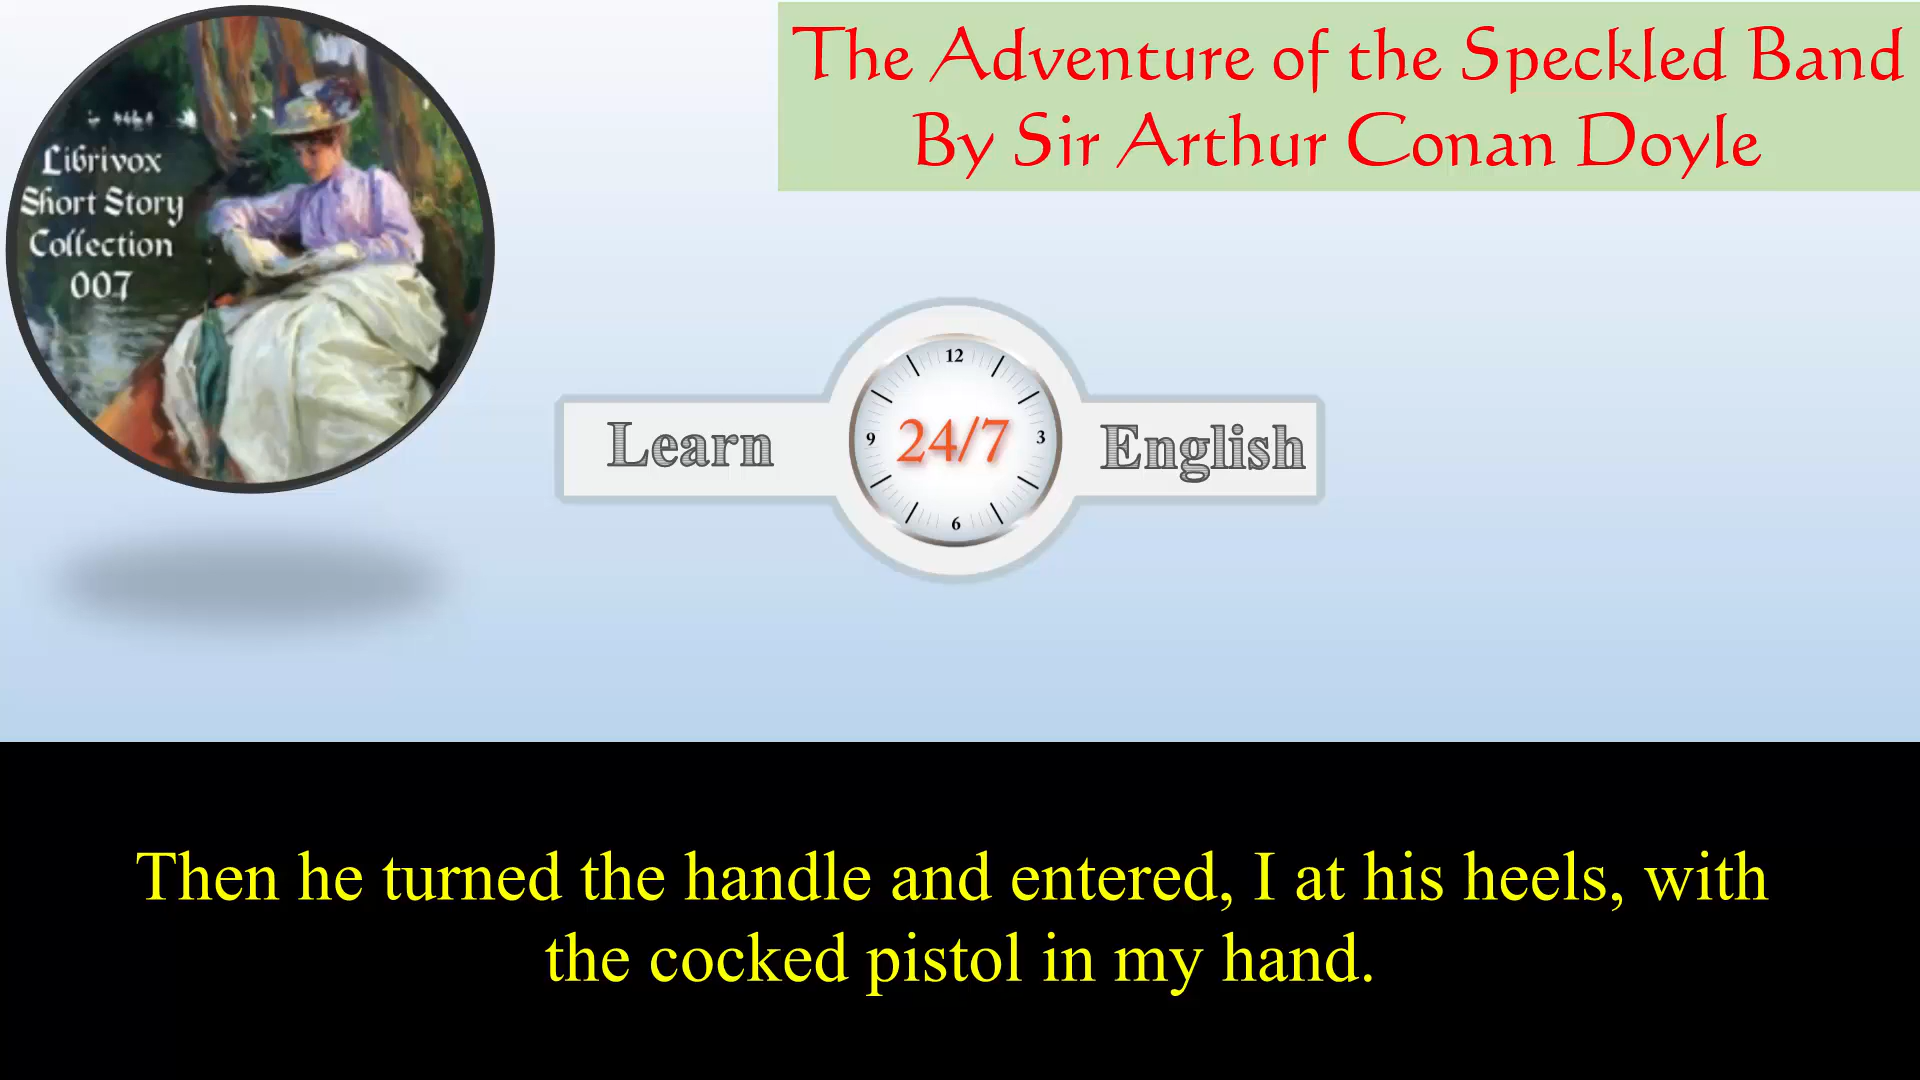 The Adventure of the Speckled Band
By Sir Arthur Conan Doyle
Librivox
Short Story
Collection
007
Learn
24/7
English
12
3
6
9
Then he turned the handle and entered, I at his heels, with
the cocked pistol in my hand.